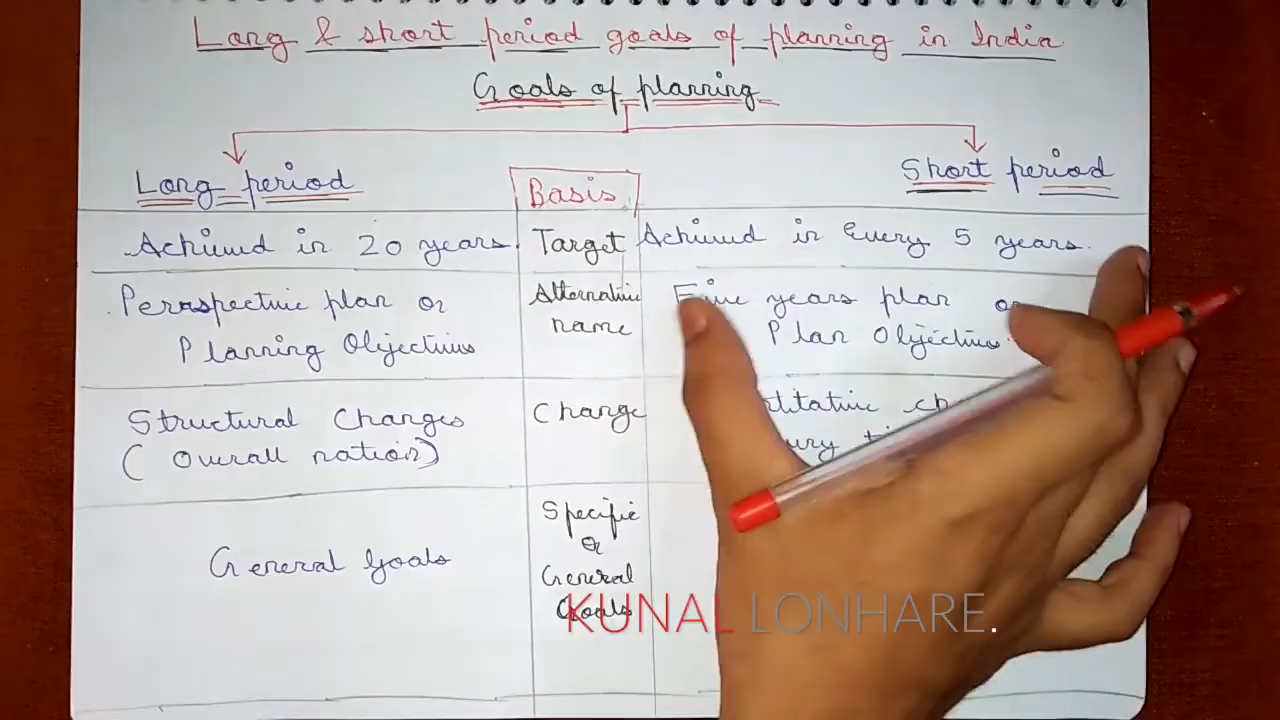 Long & short period goals of planning in India
Goals of planning
Long period
Basis
Short period
Achieved in 20 years.
Target
Achieved in Every 5 years.
Perspective plan or
Planning Objectives
Alternative
name
Five years plan or
Plan Objectives.
Structural Changes
(Overall nation)
Change
General goals
Specific
or
General
Goals
KUNAL LONHARE.